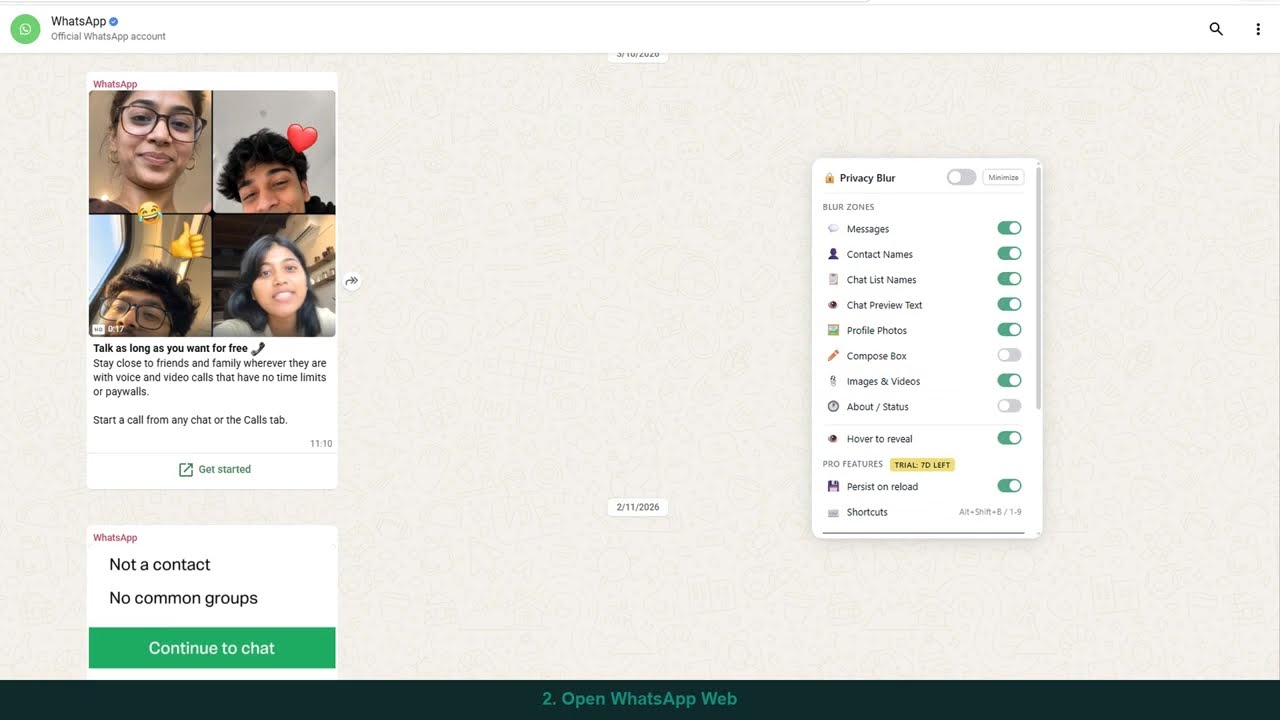 WhatsApp
Official WhatsApp account
3/10/2026
WhatsApp
HD 0:17
Talk as long as you want for free
Stay close to friends and family wherever they are
with voice and video calls that have no time limits
or paywalls.
Start a call from any chat or the Calls tab.
11:10
Get started
2/11/2026
WhatsApp
Not a contact
No common groups
Continue to chat
Privacy Blur
Minimize
BLUR ZONES
Messages
Contact Names
Chat List Names
Chat Preview Text
Profile Photos
Compose Box
Images & Videos
About / Status
Hover to reveal
PRO FEATURES TRIAL: 7D LEFT
Persist on reload
Shortcuts Alt+Shift+B / 1-9
2. Open WhatsApp Web